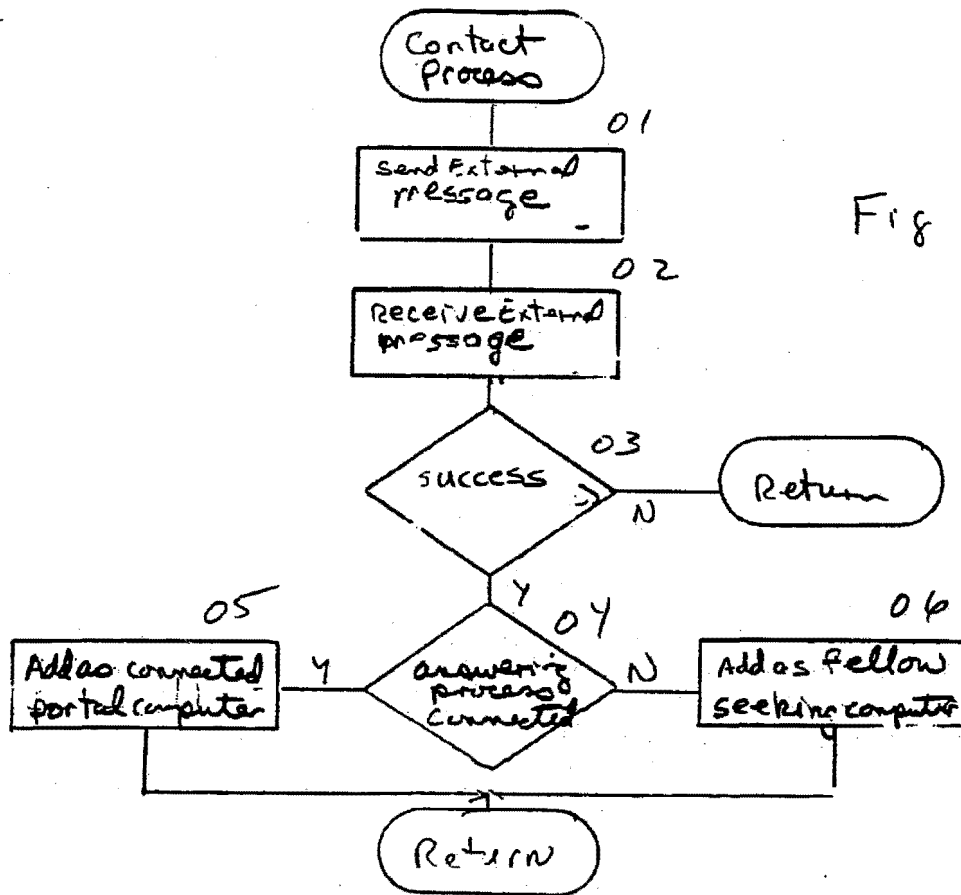 Contact
Process
01
Send External
message
Fig
02
Receive External
message
03
success
N
Return
Y
05
04
06
Add as connected
portal computer
Y
answering
process
connected
N
Add as fellow
seeking computer
Return